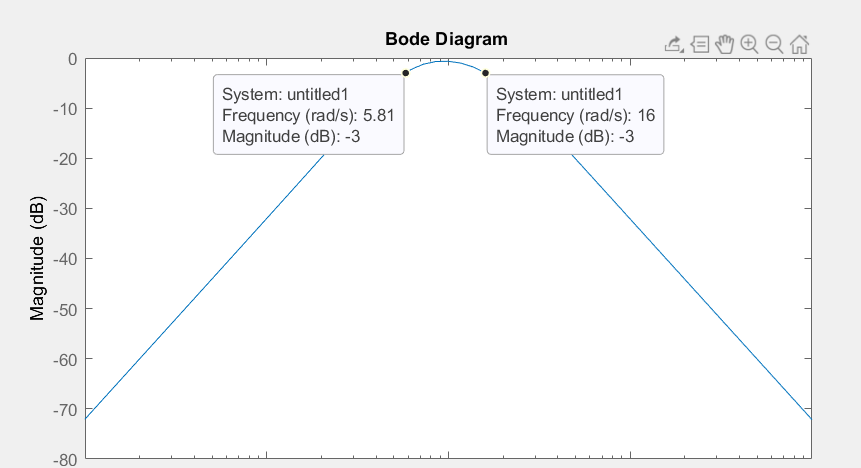 Bode Diagram
0
System: untitled1
Frequency (rad/s): 5.81
Magnitude (dB): -3
System: untitled1
Frequency (rad/s): 16
Magnitude (dB): -3
-10
-20
-30
-40
-50
-60
-70
-80
Magnitude (dB)